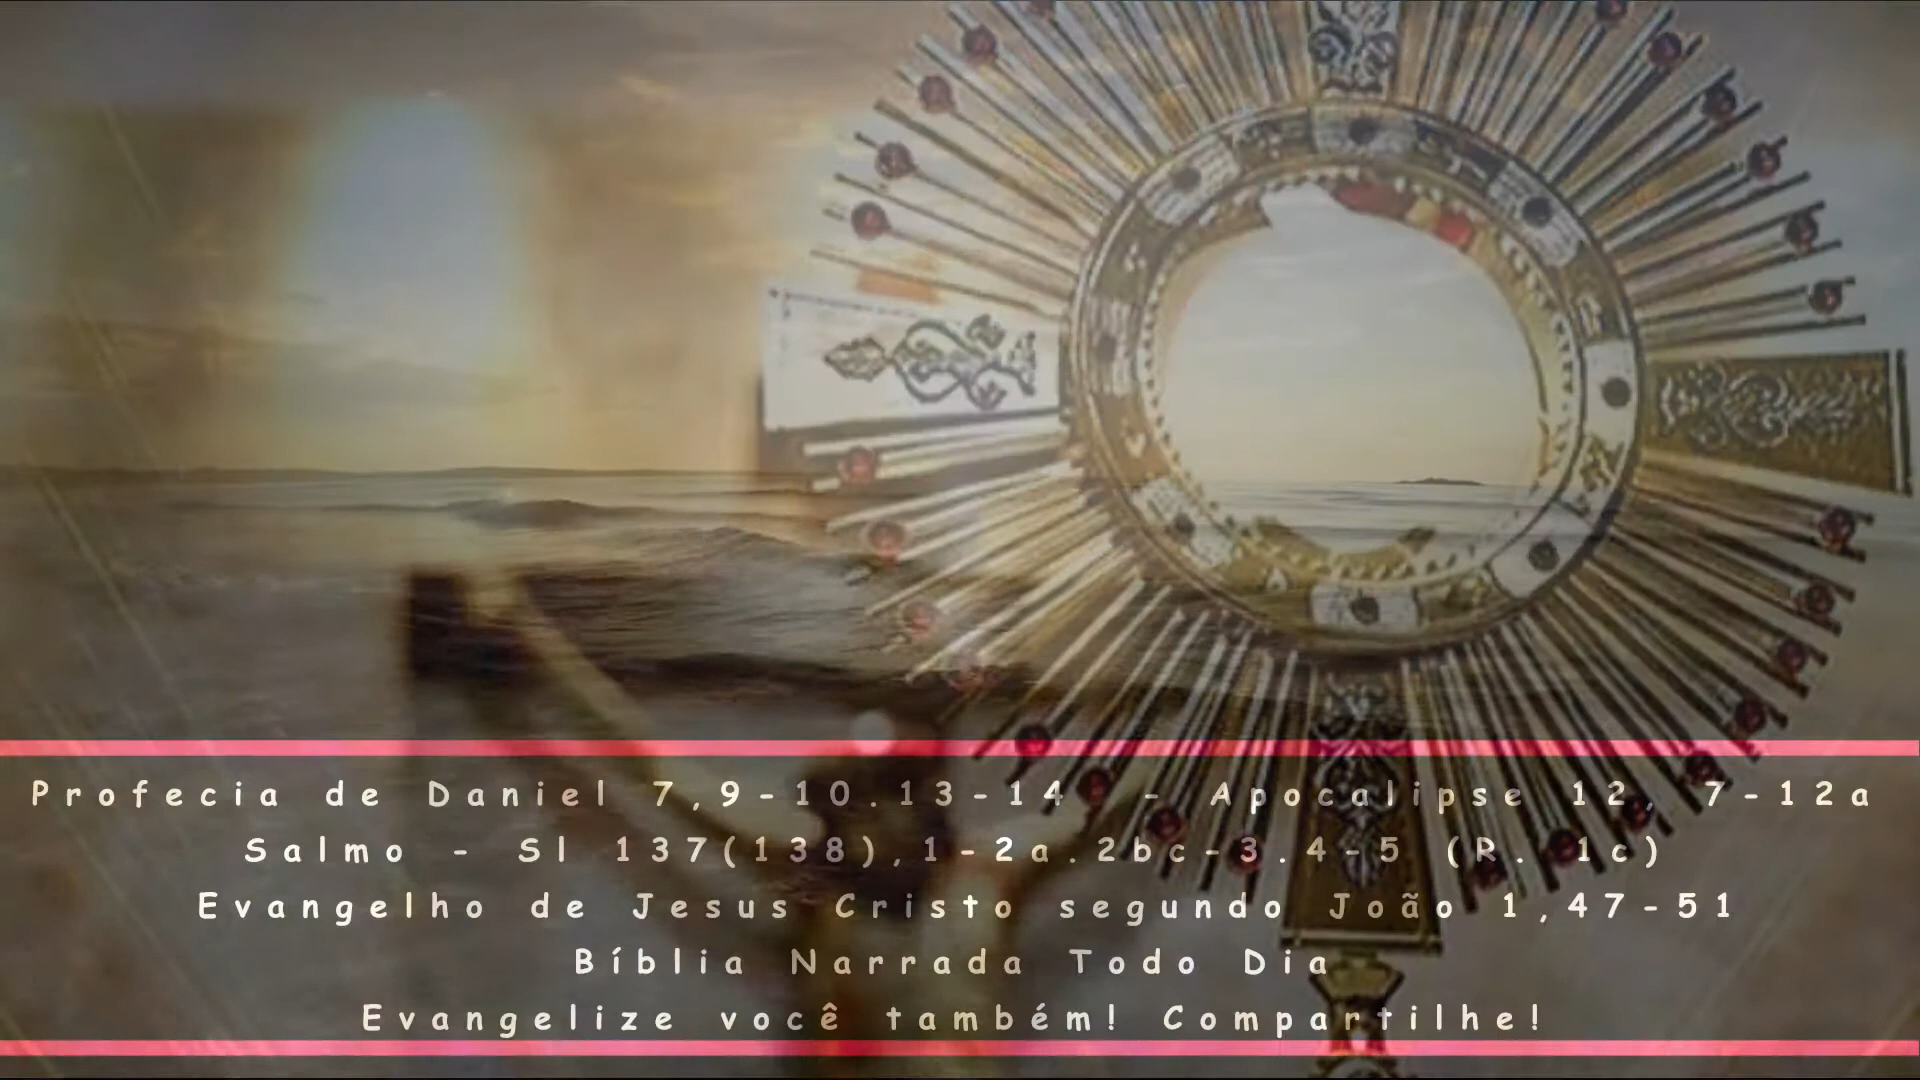 Profecia de Daniel 7,9-10.13-14 - Apocalipse 12, 7-12a
Salmo - Sl 137(138),1-2a.2bc-3.4-5 (R. 1c)
Evangelho de Jesus Cristo segundo João 1,47-51
Bíblia Narrada Todo Dia
Evangelize você também! Compartilhe!